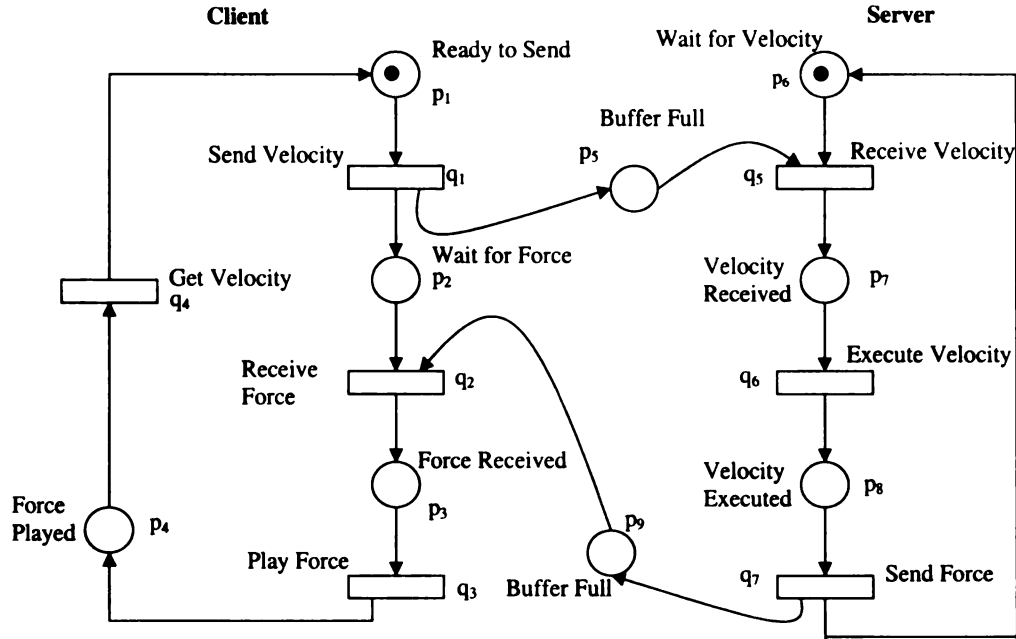 Client
Server
Ready to Send
p₁
Wait for Velocity
p₆
Buffer Full
p₅
Send Velocity
q₁
q₅
Receive Velocity
Wait for Force
p₂
Get Velocity
q₄
Velocity
Received
p₇
Receive
Force
q₂
q₆
Execute Velocity
Force Received
p₃
Velocity
Executed
p₈
Force
Played
p₄
p₉
Buffer Full
Play Force
q₃
q₇
Send Force